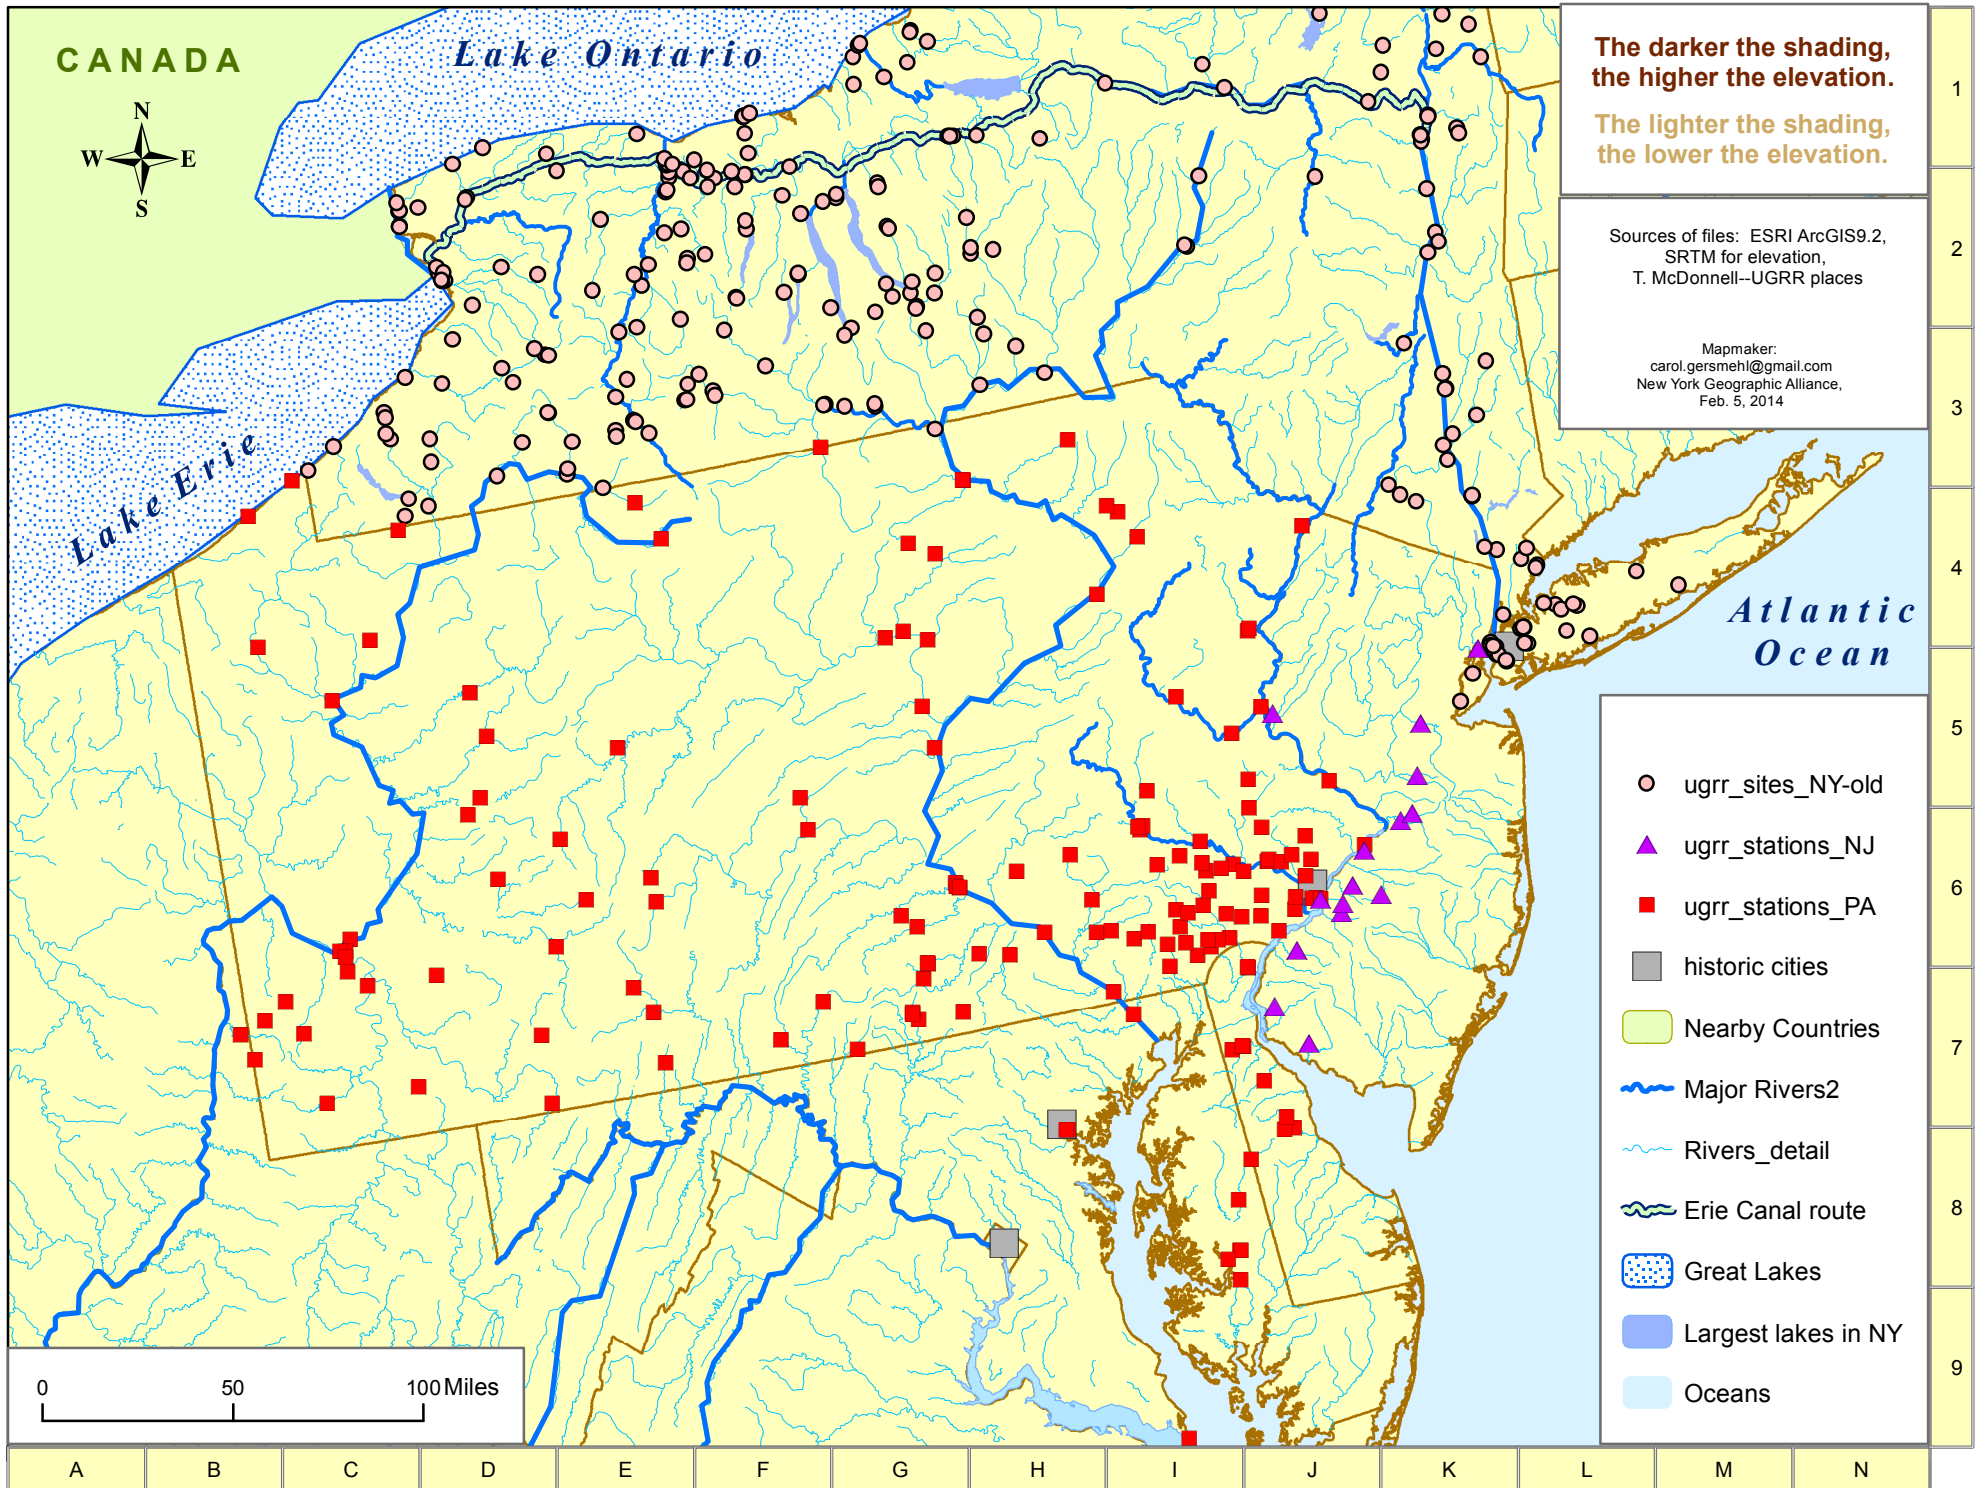 CANADA
Lake Ontario
N
W
E
S
Lake Erie
Atlantic
Ocean
The darker the shading,
the higher the elevation.
The lighter the shading,
the lower the elevation.
Sources of files: ESRI ArcGIS9.2,
SRTM for elevation,
T. McDonnell--UGRR places
Mapmaker:
carol.gersmehl@gmail.com
New York Geographic Alliance,
Feb. 5, 2014
ugrr_sites_NY-old
ugrr_stations_NJ
ugrr_stations_PA
historic cities
Nearby Countries
Major Rivers2
Rivers_detail
Erie Canal route
Great Lakes
Largest lakes in NY
Oceans
0 50 100 Miles
1
2
3
4
5
6
7
8
9
A B C D E F G H I J K L M N